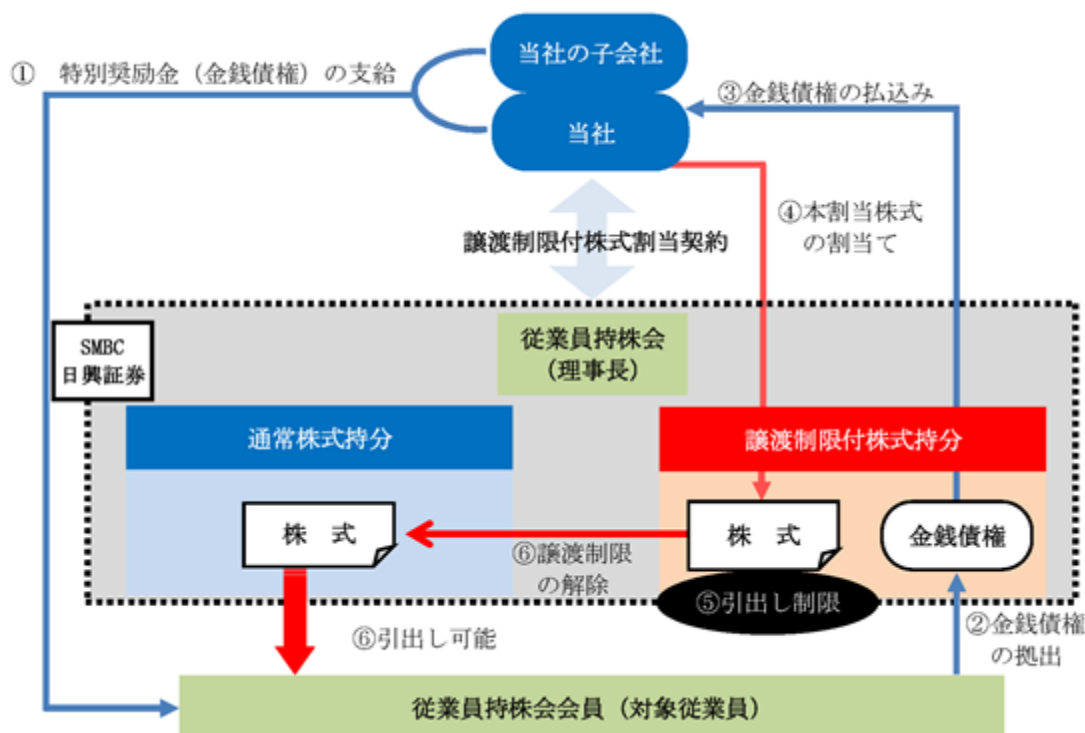 当社の子会社
① 特別奨励金（金銭債権）の支給
③金銭債権の払込み
当社
④本割当株式
の割当て
譲渡制限付株式割当契約
SMBC
日興証券
従業員持株会
（理事長）
通常株式持分
譲渡制限付株式持分
株 式
株 式
金銭債権
⑥譲渡制限
の解除
⑤引出し制限
⑥引出し可能
②金銭債権
の拠出
従業員持株会会員（対象従業員）